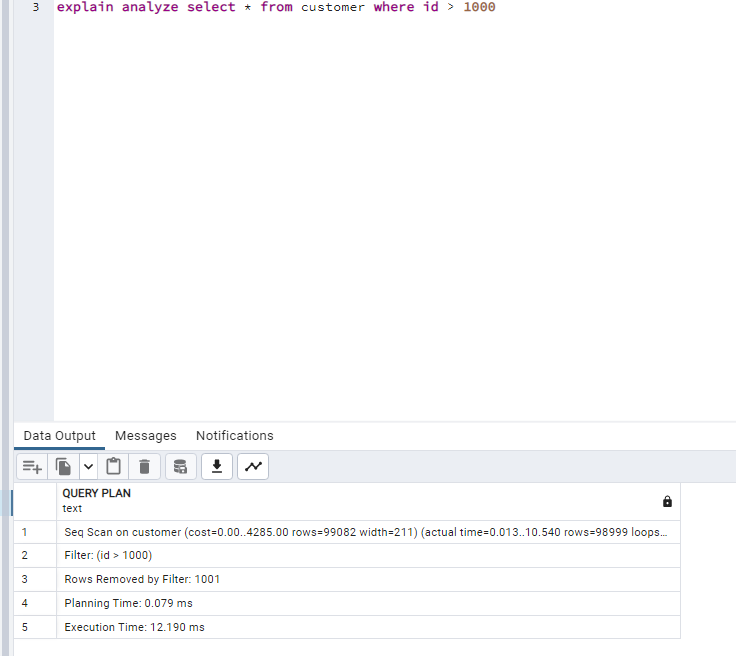 3 explain analyze select * from customer where id > 1000
Data Output Messages Notifications
QUERY PLAN
text
1 Seq Scan on customer (cost=0.00..4285.00 rows=99082 width=211) (actual time=0.013..10.540 rows=98999 loops...
2 Filter: (id > 1000)
3 Rows Removed by Filter: 1001
4 Planning Time: 0.079 ms
5 Execution Time: 12.190 ms